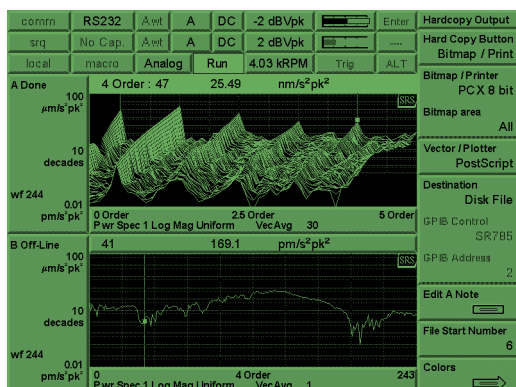 comm RS232 A.wt A DC -2 dBVpk Enter
srq No Cap. A.wt A DC 2 dBVpk ----
local macro Analog Run 4.03 kRPM Trig ALT
A Done 4 Order : 47 25.49 nm/s²pk²
100
µm/s²pk²
10
decades
wf 244
0.01
pm/s²pk²
SRS
0 Order 2.5 Order 5 Order
Pwr Spec 1 Log Mag Uniform VecAvg 30
B Off-Line 41 169.1 pm/s²pk²
100
µm/s²pk²
10
decades
wf 244
0.01
pm/s²pk²
SRS
4 Order 243
Pwr Spec 1 Log Mag Uniform VecAvg 1
Hardcopy Output
Hard Copy Button
Bitmap / Print
Bitmap / Printer
PCX 8 bit
Bitmap area
All
Vector / Plotter
PostScript
Destination
Disk File
GPIB Control
SR785
GPIB Address
2
Edit A Note
File Start Number
6
Colors